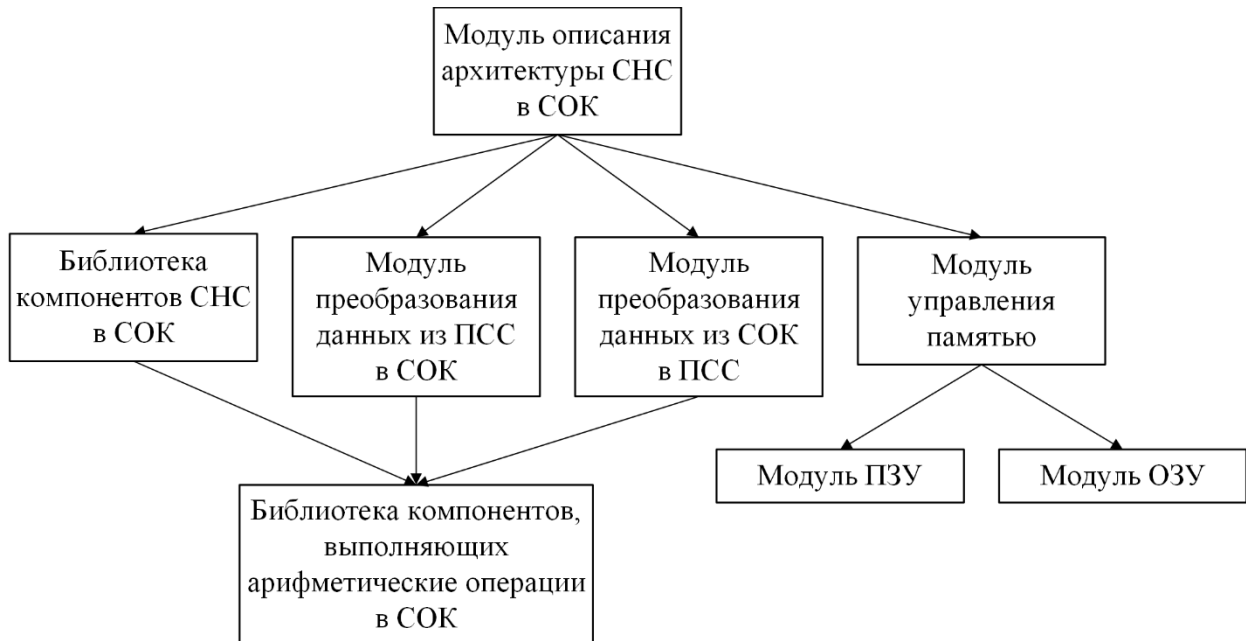 Модуль описания
архитектуры СНС
в СОК
Библиотека
компонентов СНС
в СОК
Модуль
преобразования
данных из ПСС
в СОК
Модуль
преобразования
данных из СОК
в ПСС
Модуль
управления
памятью
Модуль ПЗУ
Модуль ОЗУ
Библиотека компонентов,
выполняющих
арифметические операции
в СОК